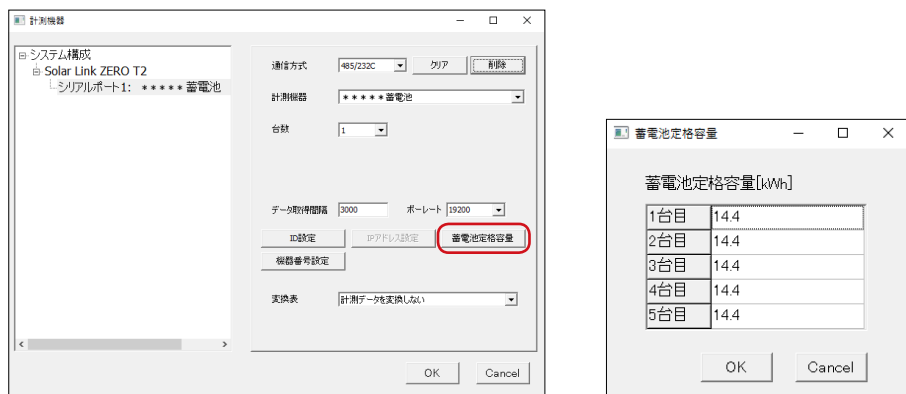 計測機器
システム構成
Solar Link ZERO T2
シリアルポート1: ***** 蓄電池
通信方式 485/232C クリア 削除
計測機器 *****蓄電池
台数 1
データ取得間隔 3000 ボーレート 19200
ID設定 IPアドレス設定 蓄電池定格容量
機器番号設定
変換表 計測データを変換しない
OK Cancel
蓄電池定格容量
蓄電池定格容量[kWh]
1台目 14.4
2台目 14.4
3台目 14.4
4台目 14.4
5台目 14.4
OK Cancel